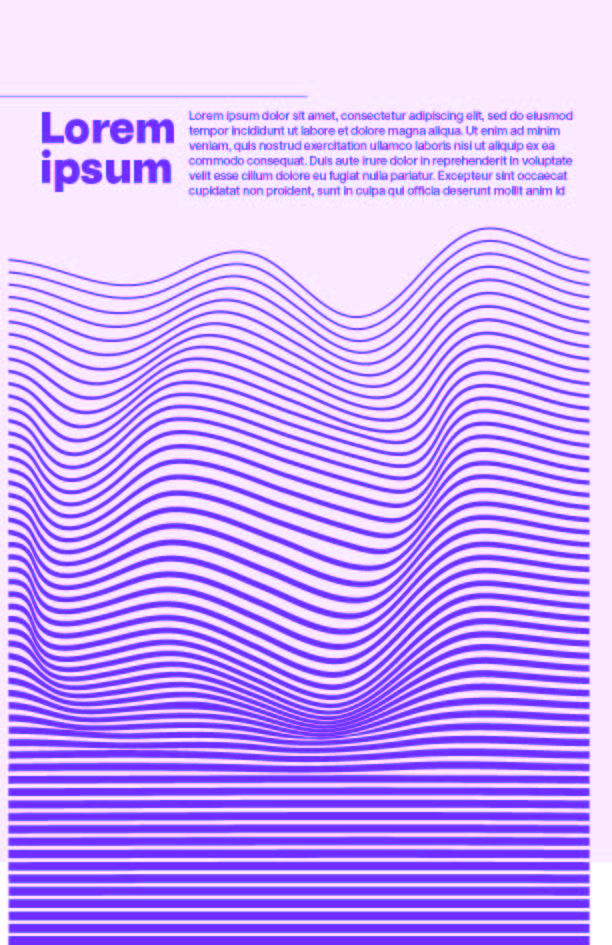 Lorem
ipsum
Lorem ipsum dolor sit amet, consectetur adipiscing elit, sed do eiusmod
tempor incididunt ut labore et dolore magna aliqua. Ut enim ad minim
veniam, quis nostrud exercitation ullamco laboris nisi ut aliquip ex ea
commodo consequat. Duis aute irure dolor in reprehenderit in voluptate
velit esse cillum dolore eu fugiat nulla pariatur. Excepteur sint occaecat
cupidatat non proident, sunt in culpa qui officia deserunt mollit anim id